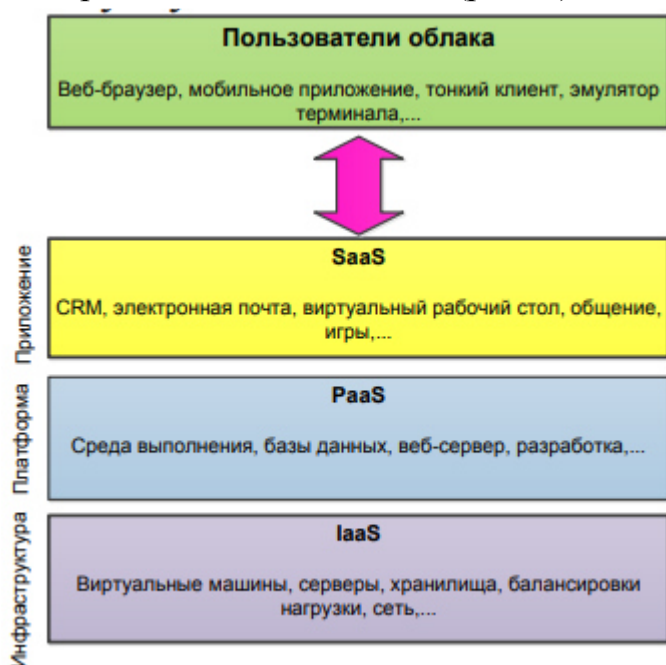 Пользователи облака
Веб-браузер, мобильное приложение, тонкий клиент, эмулятор
терминала,...
Приложение
SaaS
CRM, электронная почта, виртуальный рабочий стол, общение,
игры,...
Платформа
PaaS
Среда выполнения, базы данных, веб-сервер, разработка,...
Инфраструктура
IaaS
Виртуальные машины, серверы, хранилища, балансировки
нагрузки, сеть,...